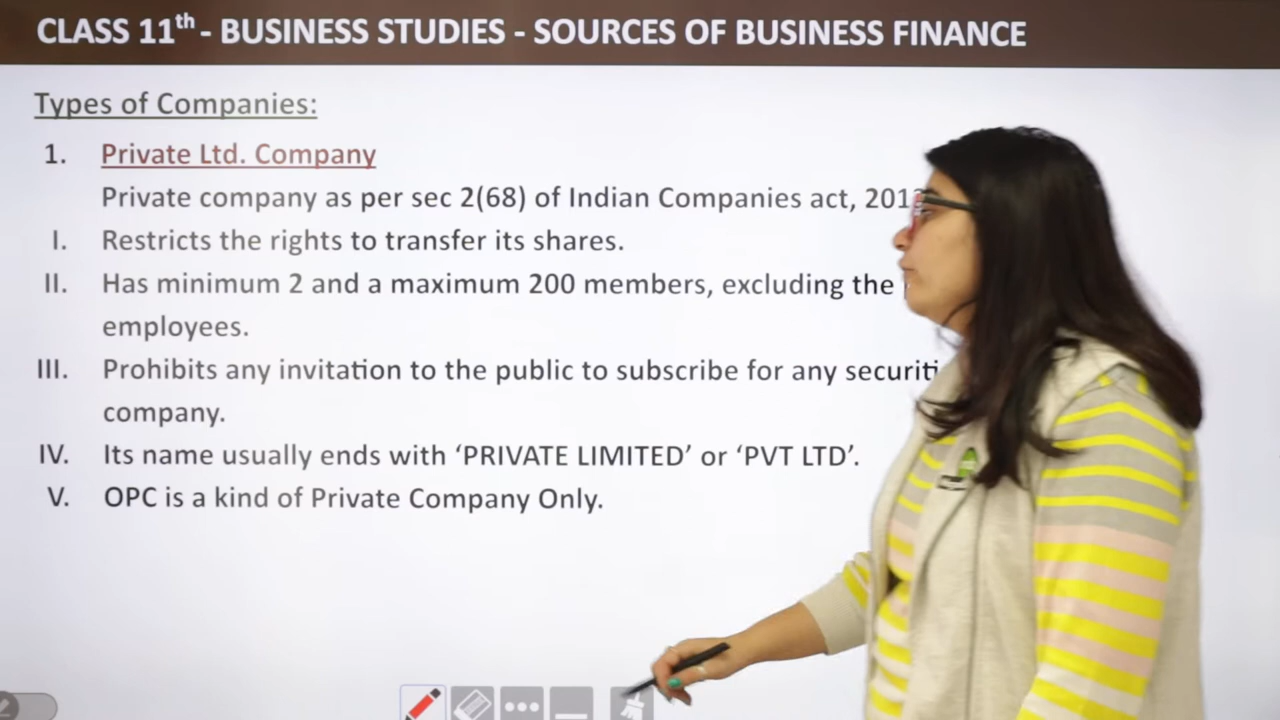 CLASS 11th - BUSINESS STUDIES - SOURCES OF BUSINESS FINANCE
Types of Companies:
1. Private Ltd. Company
Private company as per sec 2(68) of Indian Companies act,
I. Restricts the rights to transfer its shares.
II. Has minimum 2 and a maximum 200 members, excluding the
employees.
III. Prohibits any invitation to the public to subscribe for any
company.
IV. Its name usually ends with ‘PRIVATE LIMITED’ or ‘PVT LTD’.
V. OPC is a kind of Private Company Only.